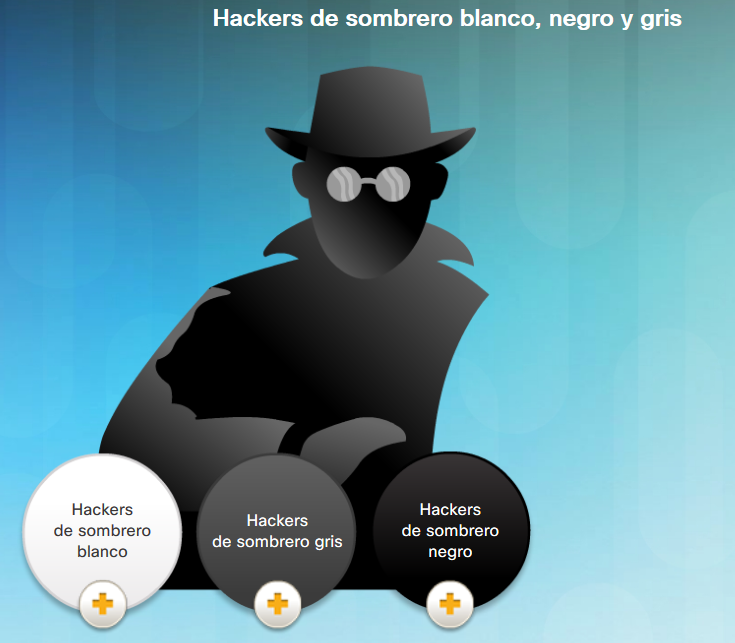 Hackers de sombrero blanco, negro y gris
Hackers
de sombrero
blanco
Hackers
de sombrero gris
Hackers
de sombrero
negro